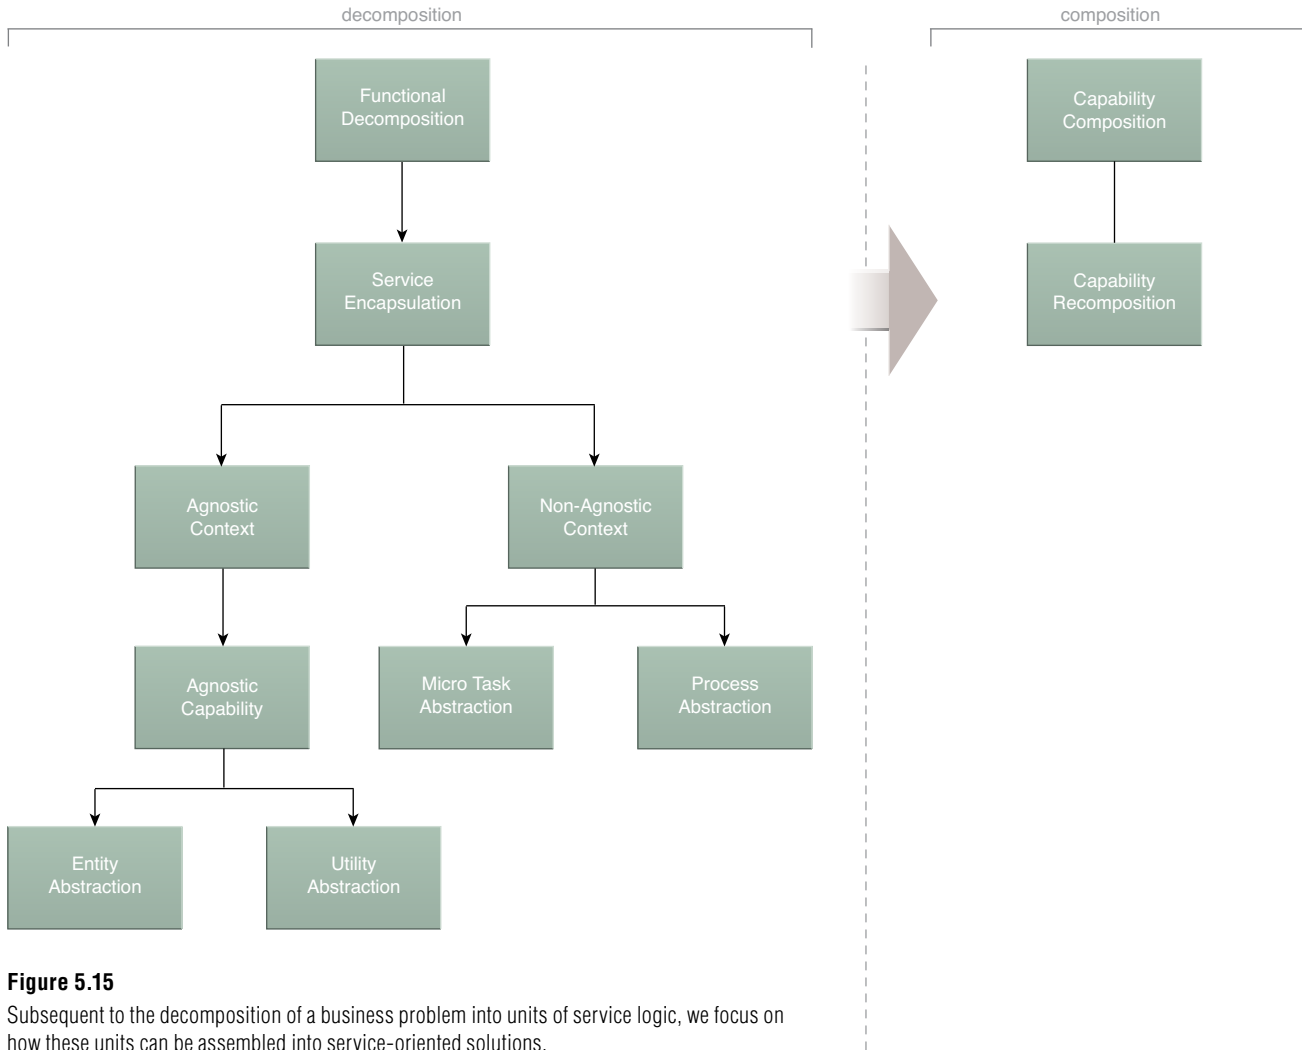 decomposition
composition
Functional
Decomposition
Capability
Composition
Service
Encapsulation
Capability
Recomposition
Agnostic
Context
Non-Agnostic
Context
Agnostic
Capability
Micro Task
Abstraction
Process
Abstraction
Entity
Abstraction
Utility
Abstraction
Figure 5.15
Subsequent to the decomposition of a business problem into units of service logic, we focus on
how these units can be assembled into service-oriented solutions.